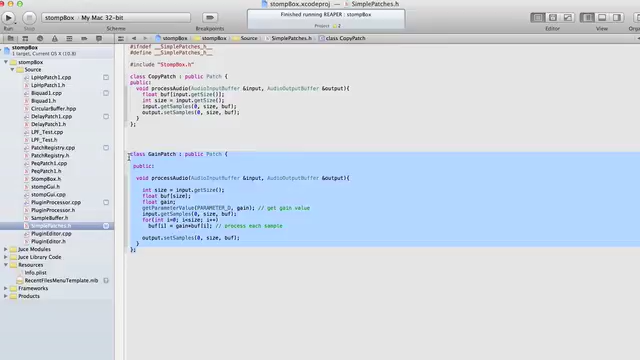 stompBox.xcodeproj — SimplePatches.h
stompBox My Mac 32-bit
Finished running REAPER : stompBox
Project 2
Run Stop
Editor View Organizer
stompBox stompBox Source SimplePatches.h class CopyPatch
stompBox
1 target, Current OS X (10.8)
stompBox
Source
LpHpPatch1.cpp
LpHpPatch1.h
Biquad1.cpp
Biquad1.h
CircularBuffer.h
DelayPatch1.cpp
DelayPatch1.h
LPF_Test.cpp
LPF_Test.h
PatchRegistry.cpp
PatchRegistry.h
PeqPatch1.cpp
PeqPatch1.h
StompBox.h
stompGui.h
stompGui.cpp
PluginProcessor.cpp
PluginProcessor.h
SampleBuffer.h
SimplePatches.h
PluginEditor.cpp
PluginEditor.h
Juce Modules
Juce Library Code
Resources
Info.plist
RecentFilesMenuTemplate.nib
Frameworks
Products
#ifndef __SimplePatches_h__
#define __SimplePatches_h__
#include "StompBox.h"
class CopyPatch : public Patch {
public:
void processAudio(AudioInputBuffer &input, AudioOutputBuffer &output){
float buf[input.getSize()];
int size = input.getSize();
input.getSamples(0, size, buf);
output.setSamples(0, size, buf);
}
};
class GainPatch : public Patch {
public:
void processAudio(AudioInputBuffer &input, AudioOutputBuffer &output){
int size = input.getSize();
float buf[size];
float gain;
getParameterValue(PARAMETER_D, gain); // get gain value
input.getSamples(0, size, buf);
for(int i=0; i<size; i++)
buf[i] = gain*buf[i]; // process each sample
output.setSamples(0, size, buf);
}
};